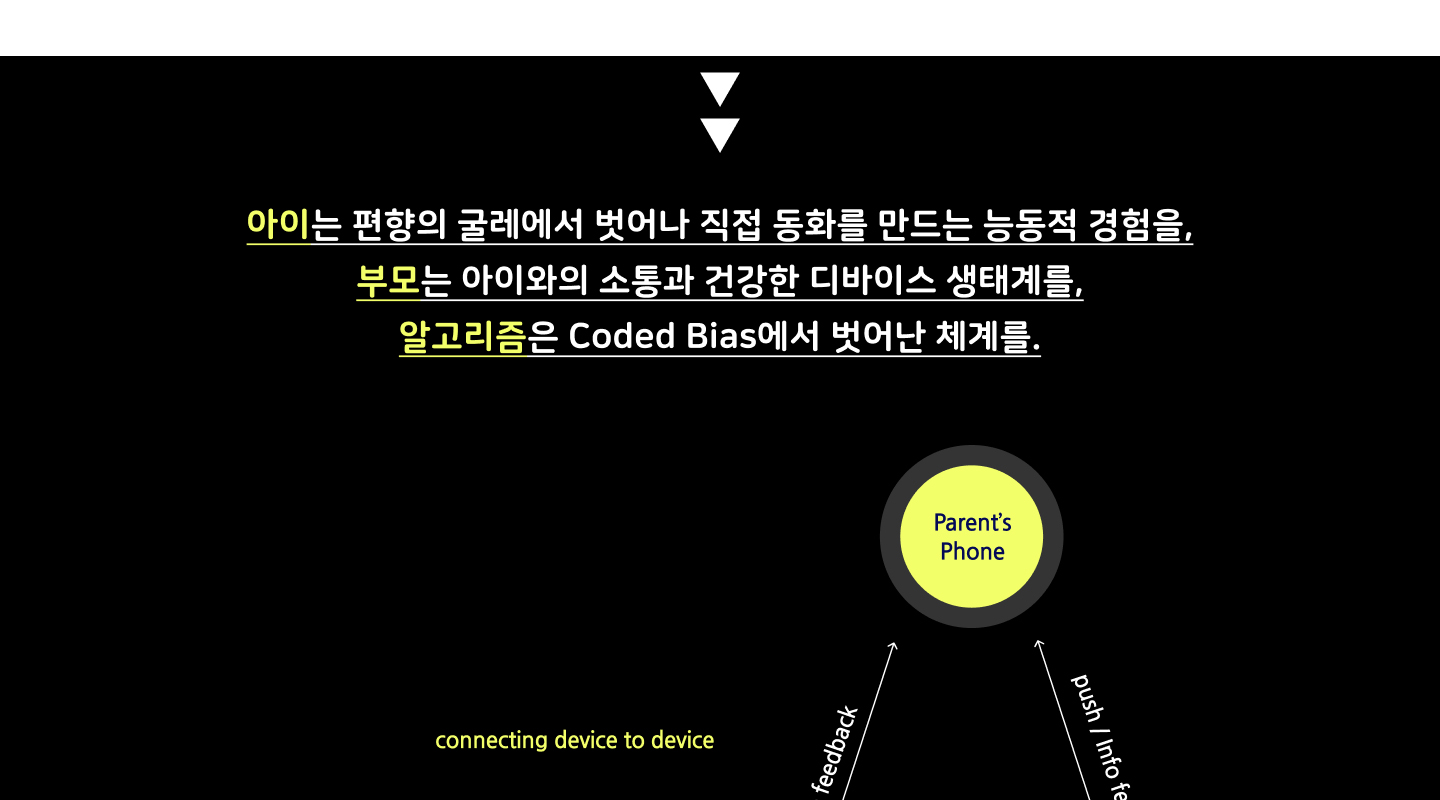 아이는 편향의 굴레에서 벗어나 직접 동화를 만드는 능동적 경험을,
부모는 아이와의 소통과 건강한 디바이스 생태계를,
알고리즘은 Coded Bias에서 벗어난 체계를.
Parent’s
Phone
connecting device to device
feedback
push / Info